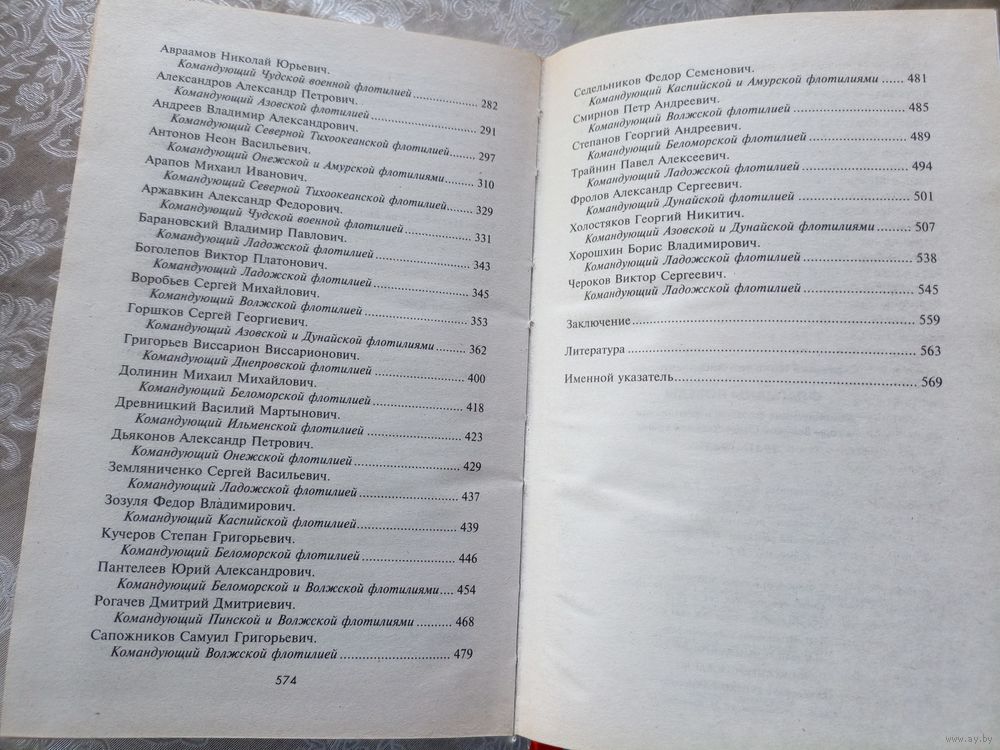 Авраамов Николай Юрьевич.
Командующий Чудской военной флотилией ........ 282
Александров Александр Петрович.
Командующий Азовской флотилией ........ 291
Андреев Владимир Александрович.
Командующий Северной Тихоокеанской флотилией ... 297
Антонов Неон Васильевич.
Командующий Онежской и Амурской флотилиями .... 310
Арапов Михаил Иванович.
Командующий Северной Тихоокеанской флотилией ... 329
Аржавкин Александр Федорович.
Командующий Чудской военной флотилией ........ 331
Барановский Владимир Павлович.
Командующий Ладожской флотилией ........ 343
Боголепов Виктор Платонович.
Командующий Ладожской флотилией ........ 345
Воробьев Сергей Михайлович.
Командующий Волжской флотилией ........ 353
Горшков Сергей Георгиевич.
Командующий Азовской и Дунайской флотилиями ..... 362
Григорьев Виссарион Виссарионович.
Командующий Днепровской флотилией ........ 400
Долинин Михаил Михайлович.
Командующий Беломорской флотилией ........ 418
Древницкий Василий Мартынович.
Командующий Ильменской флотилией ........ 423
Дьяконов Александр Петрович.
Командующий Онежской флотилией ........ 429
Земляниченко Сергей Васильевич.
Командующий Ладожской флотилией ........ 437
Зозуля Федор Владимирович.
Командующий Каспийской флотилией ........ 439
Кучеров Степан Григорьевич.
Командующий Беломорской флотилией ........ 446
Пантелеев Юрий Александрович.
Командующий Беломорской и Волжской флотилиями .... 454
Рогачев Дмитрий Дмитриевич.
Командующий Пинской и Волжской флотилиями ........ 468
Сапожников Самуил Григорьевич.
Командующий Волжской флотилией ........ 479
574
Седельников Федор Семенович.
Командующий Каспийской и Амурской флотилиями ...... 481
Смирнов Петр Андреевич.
Командующий Волжской флотилией ........ 485
Степанов Георгий Андреевич.
Командующий Беломорской флотилией ........ 489
Трайнин Павел Алексеевич.
Командующий Ладожской флотилией ........ 494
Фролов Александр Сергеевич.
Командующий Дунайской флотилией ........ 501
Холостяков Георгий Никитич.
Командующий Азовской и Дунайской флотилиями ....... 507
Хорошхин Борис Владимирович.
Командующий Ладожской флотилией ........ 538
Чероков Виктор Сергеевич.
Командующий Ладожской флотилией ........ 545
Заключение ........ 559
Литература ........ 563
Именной указатель ........ 569
www.ay.by